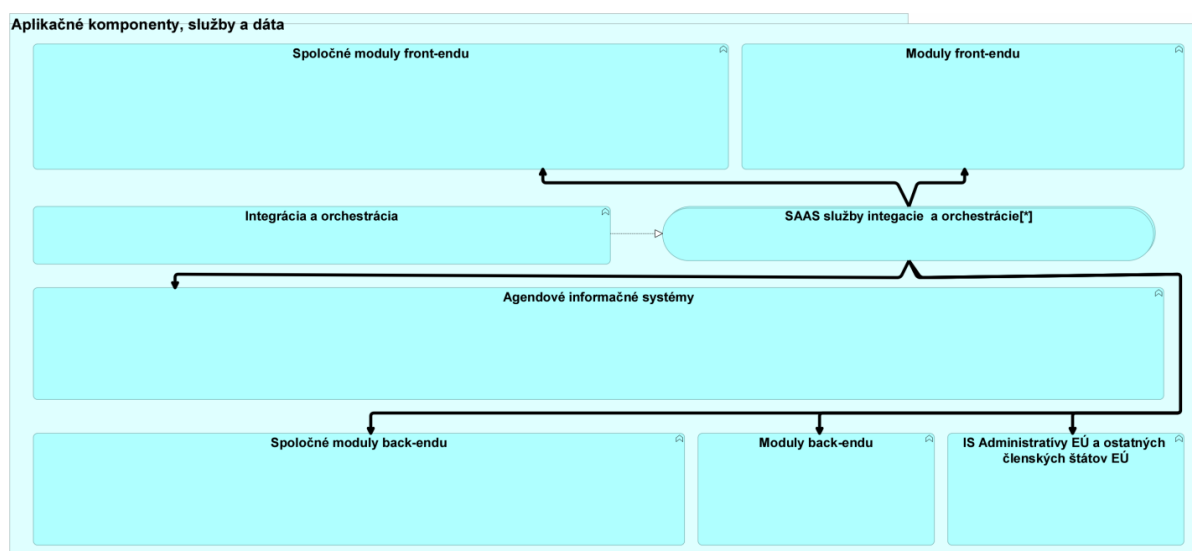 Aplikačné komponenty, služby a dáta
Spoločné moduly front-endu
Moduly front-endu
Integrácia a orchestrácia
SAAS služby integacie a orchestrácie[*]
Agendové informačné systémy
Spoločné moduly back-endu
Moduly back-endu
IS Administratívy EÚ a ostatných
členských štátov EÚ